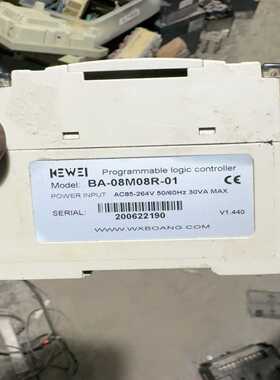 KEWEI Programmable logic controller
Model: BA-08M08R-01 CE
POWER INPUT AC85-264V 50/60Hz 30VA MAX
SERIAL: 200622190 V1.440
WWW.WXBOANG.COM